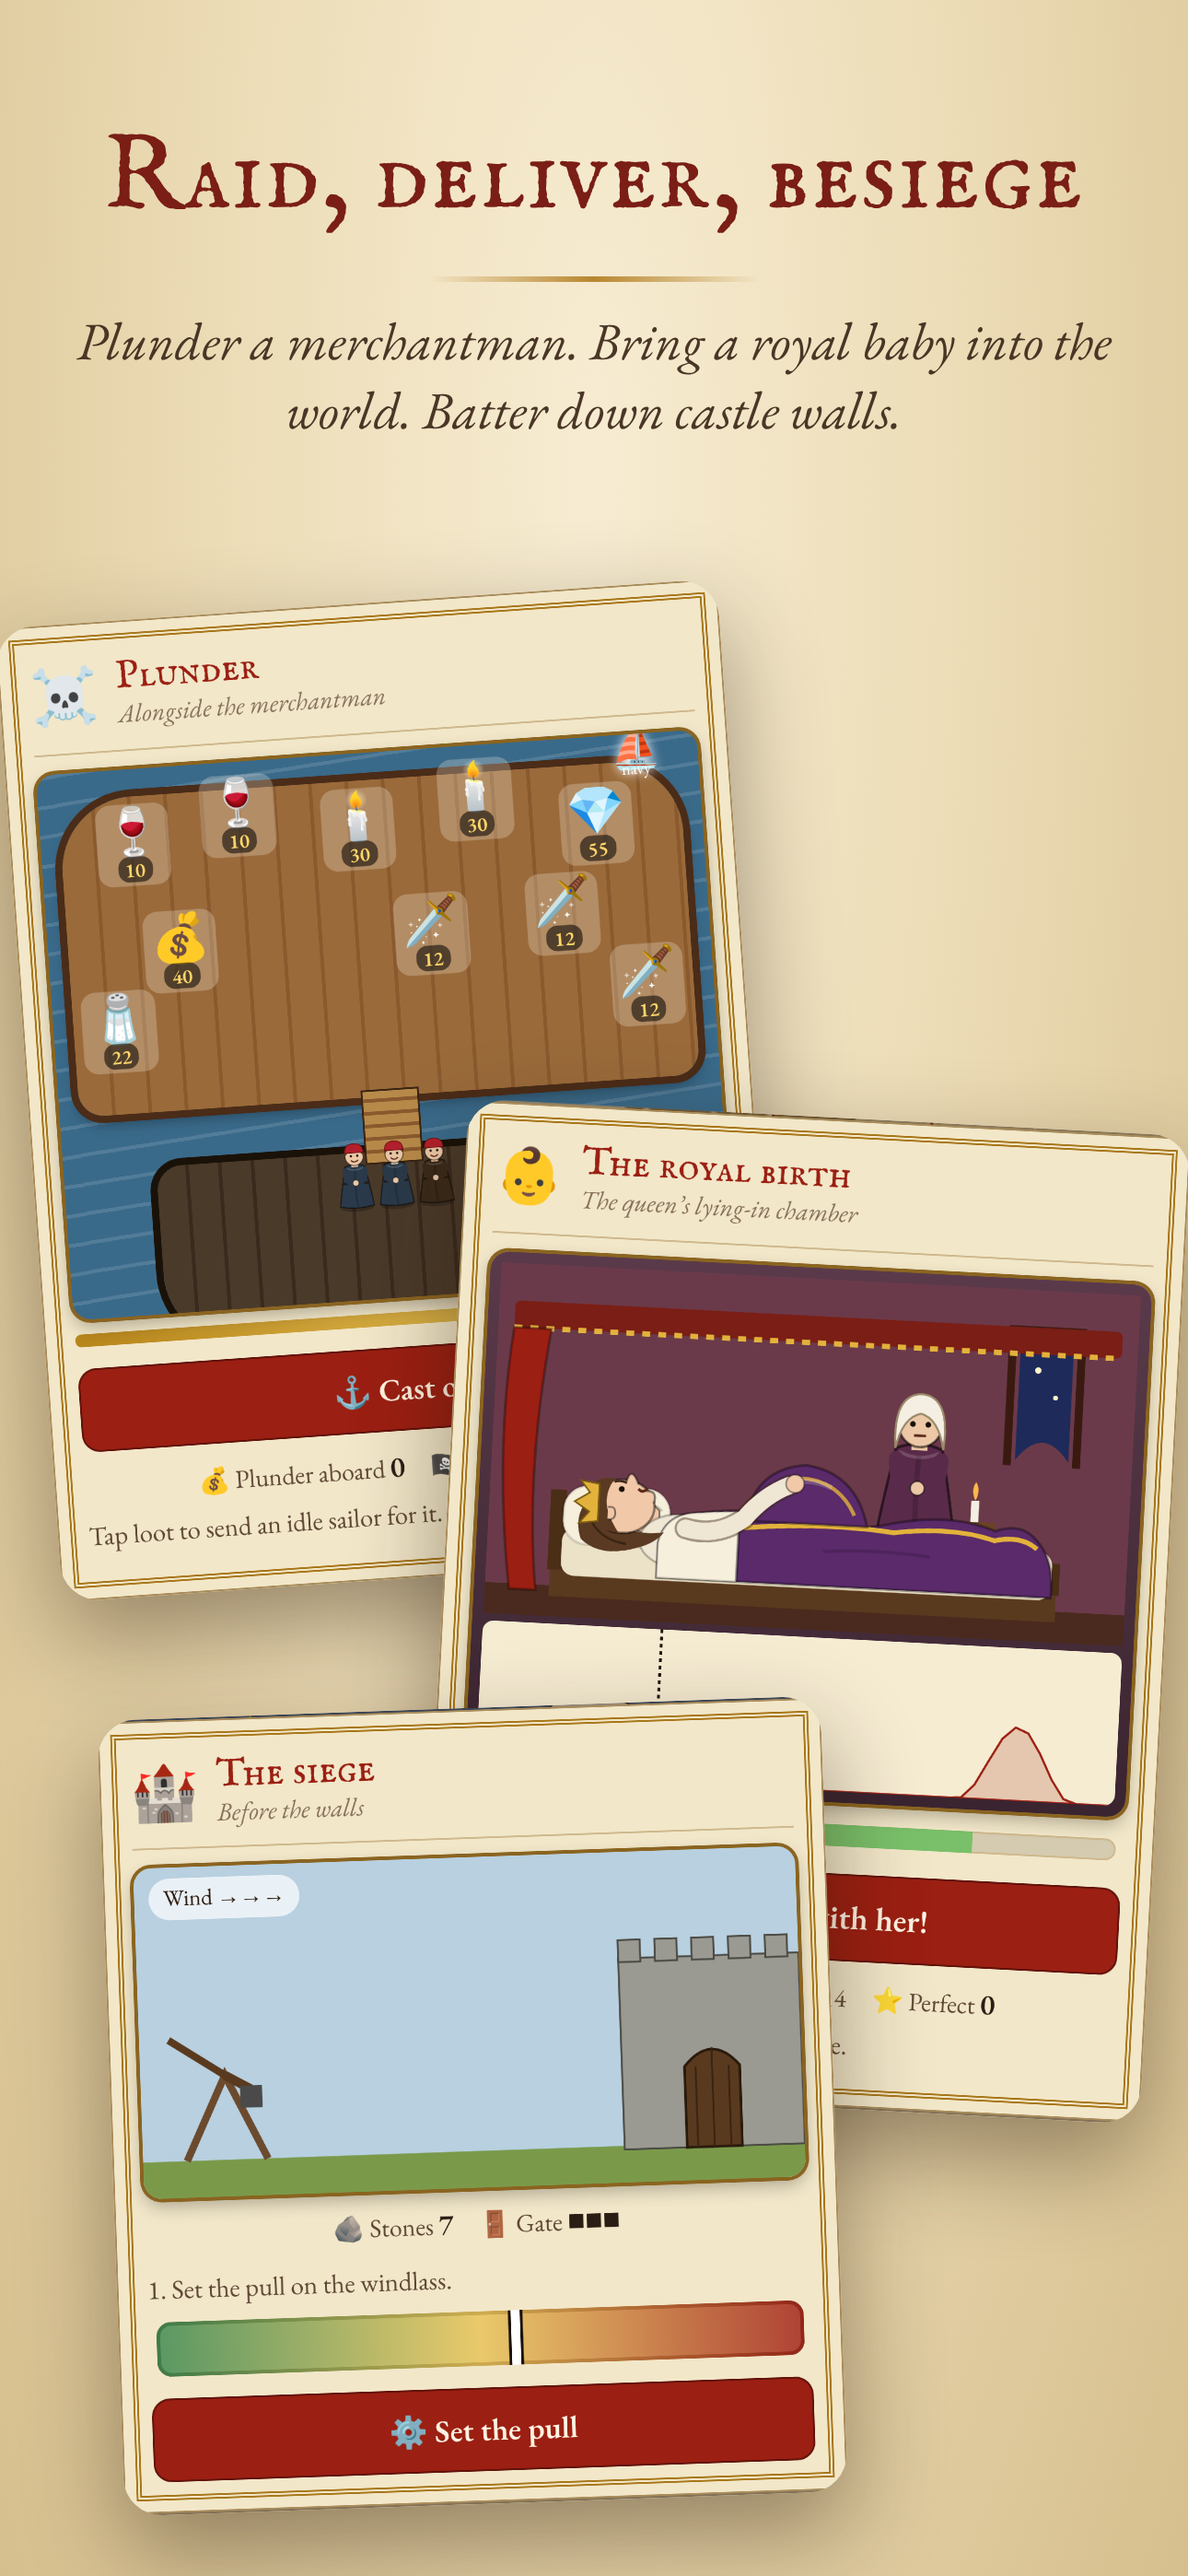 Raid, deliver, besiege
Plunder a merchantman. Bring a royal baby into the
world. Batter down castle walls.
Plunder
Alongside the merchantman
navy
10
10
30
30
55
40
12
12
12
22
⚓ Cast o
Plunder aboard 0
Tap loot to send an idle sailor for it.
The royal birth
The queen's lying-in chamber
ith her!
4 Perfect 0
e.
The siege
Before the walls
Wind →→→
Stones 7 Gate ■■■
1. Set the pull on the windlass.
Set the pull